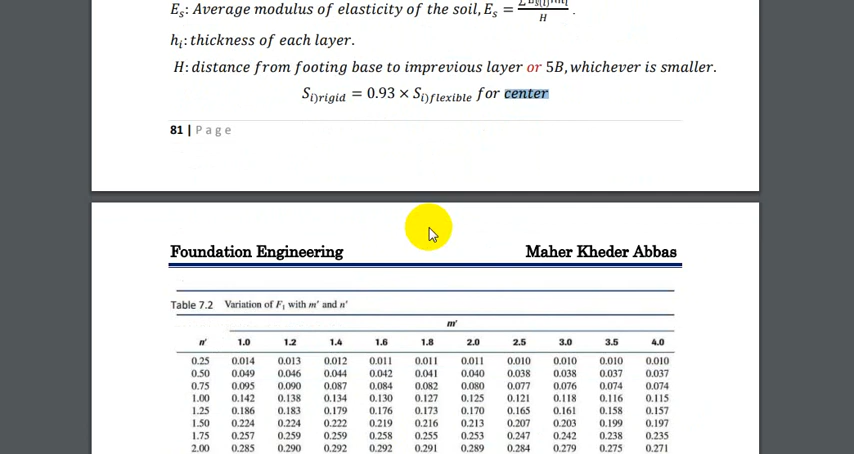 Es: Average modulus of elasticity of the soil, Es = / H .
hi: thickness of each layer.
H: distance from footing base to imprevious layer or 5B, whichever is smaller.
Si)rigid = 0.93 × Si)flexible for center
81 | Page
Foundation Engineering Maher Kheder Abbas
Table 7.2 Variation of F1 with m' and n'
m'
n' 1.0 1.2 1.4 1.6 1.8 2.0 2.5 3.0 3.5 4.0
0.25 0.014 0.013 0.012 0.011 0.011 0.011 0.010 0.010 0.010 0.010
0.50 0.049 0.046 0.044 0.042 0.041 0.040 0.038 0.038 0.037 0.037
0.75 0.095 0.090 0.087 0.084 0.082 0.080 0.077 0.076 0.074 0.074
1.00 0.142 0.138 0.134 0.130 0.127 0.125 0.121 0.118 0.116 0.115
1.25 0.186 0.183 0.179 0.176 0.173 0.170 0.165 0.161 0.158 0.157
1.50 0.224 0.224 0.222 0.219 0.216 0.213 0.207 0.203 0.199 0.197
1.75 0.257 0.259 0.259 0.258 0.255 0.253 0.247 0.242 0.238 0.235
2.00 0.285 0.290 0.292 0.292 0.291 0.289 0.284 0.279 0.275 0.271